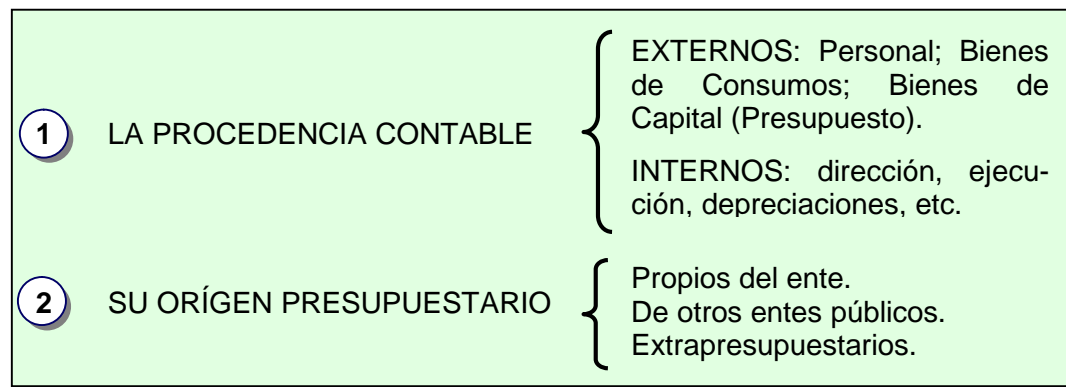 EXTERNOS: Personal; Bienes
de Consumos; Bienes de
Capital (Presupuesto).
1 LA PROCEDENCIA CONTABLE
INTERNOS: dirección, ejecu-
ción, depreciaciones, etc.
2 SU ORÍGEN PRESUPUESTARIO
Propios del ente.
De otros entes públicos.
Extrapresupuestarios.